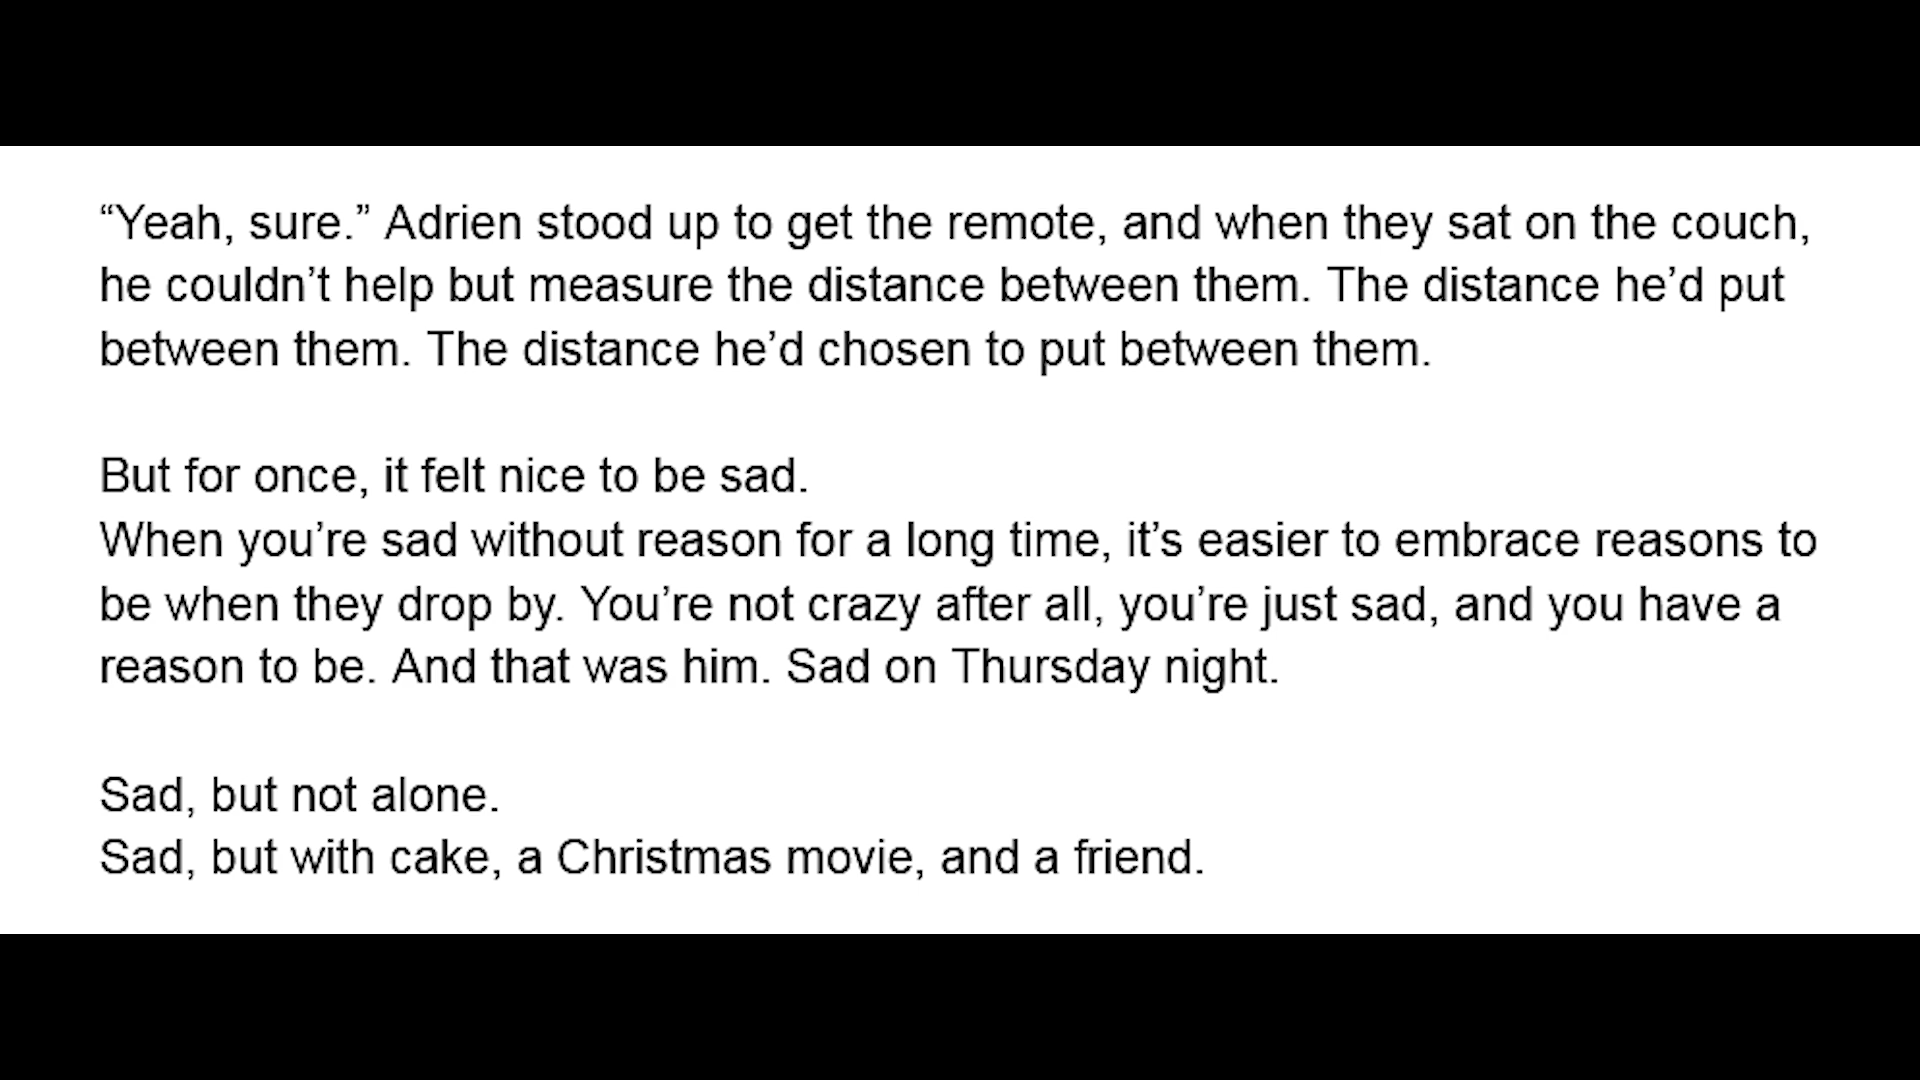 “Yeah, sure.” Adrien stood up to get the remote, and when they sat on the couch,
he couldn’t help but measure the distance between them. The distance he’d put
between them. The distance he’d chosen to put between them.
But for once, it felt nice to be sad.
When you’re sad without reason for a long time, it’s easier to embrace reasons to
be when they drop by. You’re not crazy after all, you’re just sad, and you have a
reason to be. And that was him. Sad on Thursday night.
Sad, but not alone.
Sad, but with cake, a Christmas movie, and a friend.